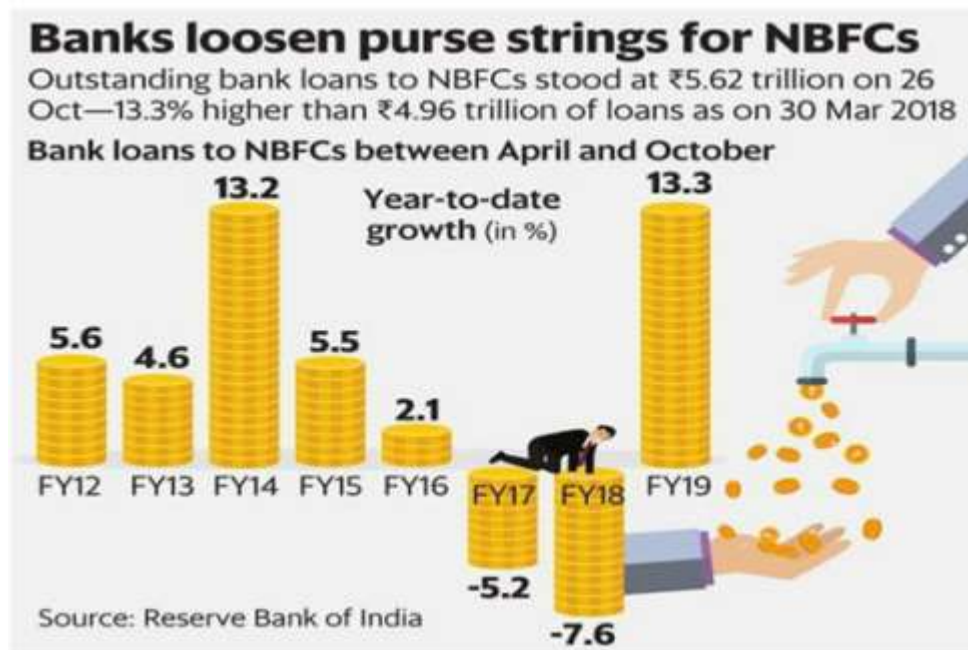 Banks loosen purse strings for NBFCs
Outstanding bank loans to NBFCs stood at ₹5.62 trillion on 26
Oct—13.3% higher than ₹4.96 trillion of loans as on 30 Mar 2018
Bank loans to NBFCs between April and October
Year-to-date
growth (in %)
5.6
4.6
13.2
5.5
2.1
13.3
FY12 FY13 FY14 FY15 FY16 FY17 FY18 FY19
-5.2
-7.6
Source: Reserve Bank of India